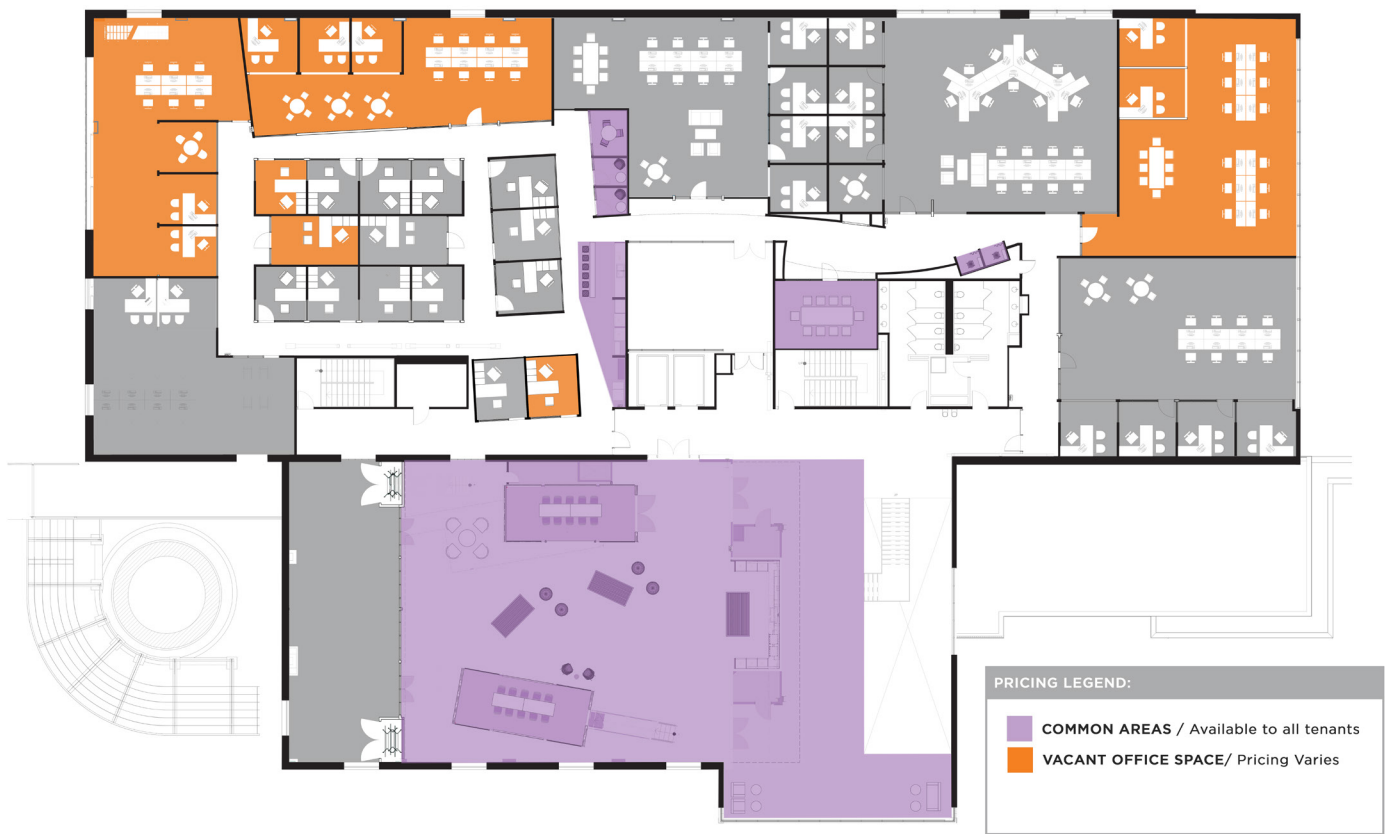 PRICING LEGEND:
COMMON AREAS / Available to all tenants
VACANT OFFICE SPACE/ Pricing Varies